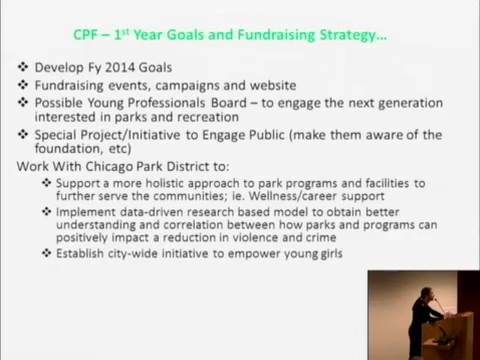 CPF – 1st Year Goals and Fundraising Strategy...
❖ Develop Fy 2014 Goals
❖ Fundraising events, campaigns and website
❖ Possible Young Professionals Board – to engage the next generation
interested in parks and recreation
❖ Special Project/Initiative to Engage Public (make them aware of the
foundation, etc)
Work With Chicago Park District to:
❖ Support a more holistic approach to park programs and facilities to
further serve the communities; ie. Wellness/career support
❖ Implement data-driven research based model to obtain better
understanding and correlation between how parks and programs can
positively impact a reduction in violence and crime
❖ Establish city-wide initiative to empower young girls